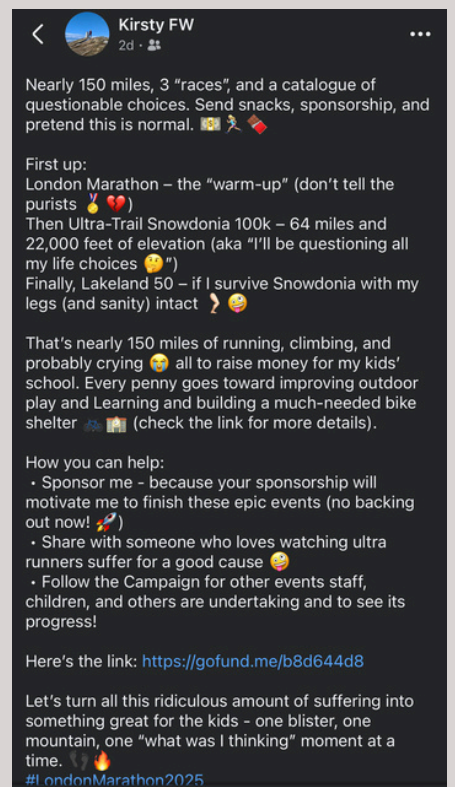 Kirsty FW
2d ·
Nearly 150 miles, 3 “races”, and a catalogue of
questionable choices. Send snacks, sponsorship, and
pretend this is normal. 💴🏃‍♀️🍫
First up:
London Marathon – the “warm-up” (don’t tell the
purists 🏅💔)
Then Ultra-Trail Snowdonia 100k – 64 miles and
22,000 feet of elevation (aka “I’ll be questioning all
my life choices 🤔”)
Finally, Lakeland 50 – if I survive Snowdonia with my
legs (and sanity) intact 🦵🤪
That’s nearly 150 miles of running, climbing, and
probably crying 😭 all to raise money for my kids’
school. Every penny goes toward improving outdoor
play and Learning and building a much-needed bike
shelter 🚲🏫 (check the link for more details).
How you can help:
• Sponsor me - because your sponsorship will
motivate me to finish these epic events (no backing
out now! 🚀)
• Share with someone who loves watching ultra
runners suffer for a good cause 🤪
• Follow the Campaign for other events staff,
children, and others are undertaking and to see its
progress!
Here’s the link: https://gofund.me/b8d644d8
Let’s turn all this ridiculous amount of suffering into
something great for the kids - one blister, one
mountain, one “what was I thinking” moment at a
time. 👣🔥
#LondonMarathon2025